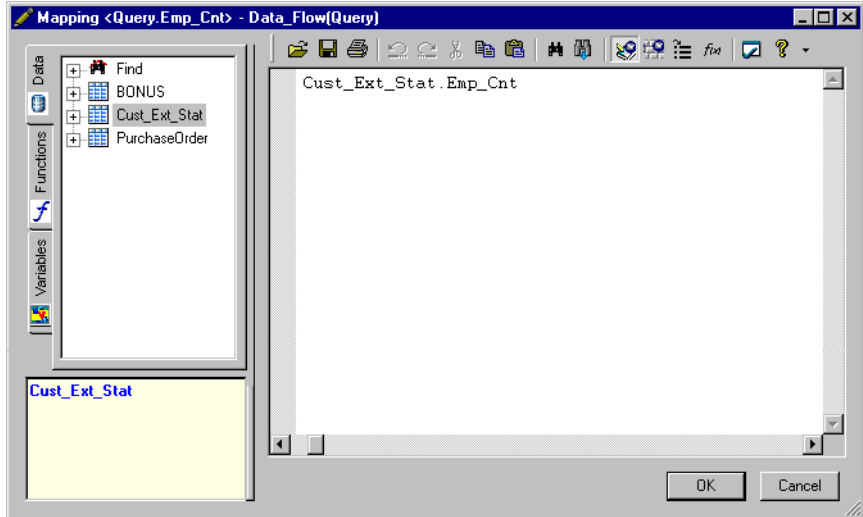 Mapping <Query.Emp_Cnt> - Data_Flow(Query)
Data
Functions
f
Variables
Find
BONUS
Cust_Ext_Stat
PurchaseOrder
f(x)
?
Cust_Ext_Stat.Emp_Cnt
Cust_Ext_Stat
OK
Cancel